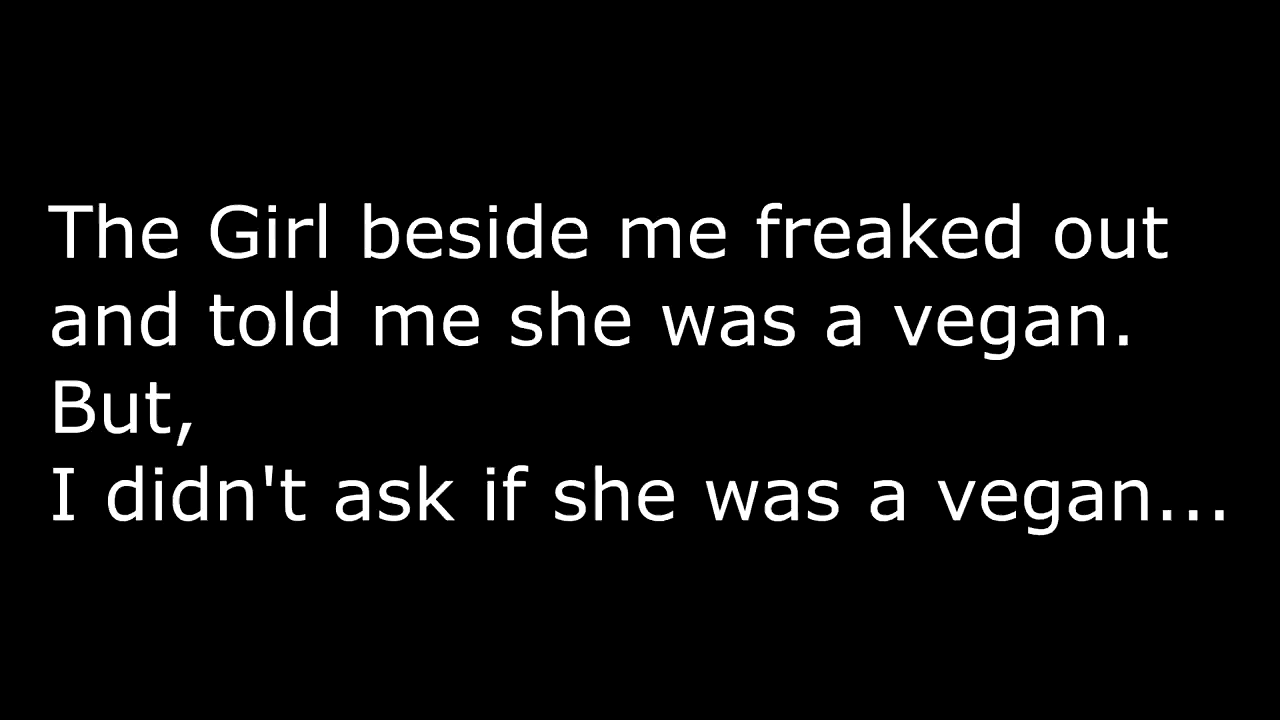 The Girl beside me freaked out
and told me she was a vegan.
But,
I didn't ask if she was a vegan...